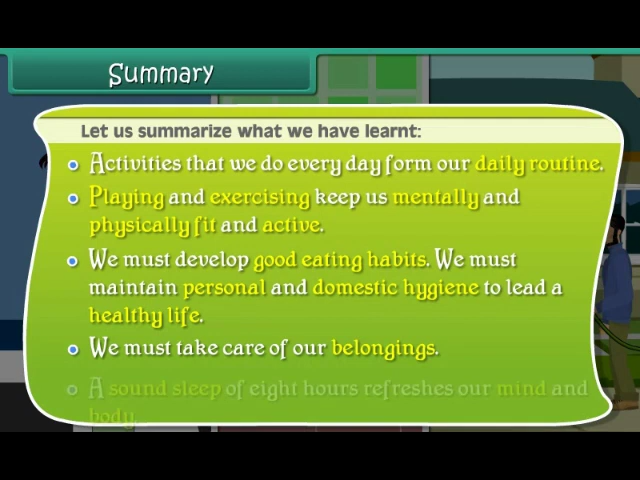 Summary
Let us summarize what we have learnt:
Activities that we do every day form our daily routine.
Playing and exercising keep us mentally and
physically fit and active.
We must develop good eating habits. We must
maintain personal and domestic hygiene to lead a
healthy life.
We must take care of our belongings.
A sound sleep of eight hours refreshes our mind and
body.